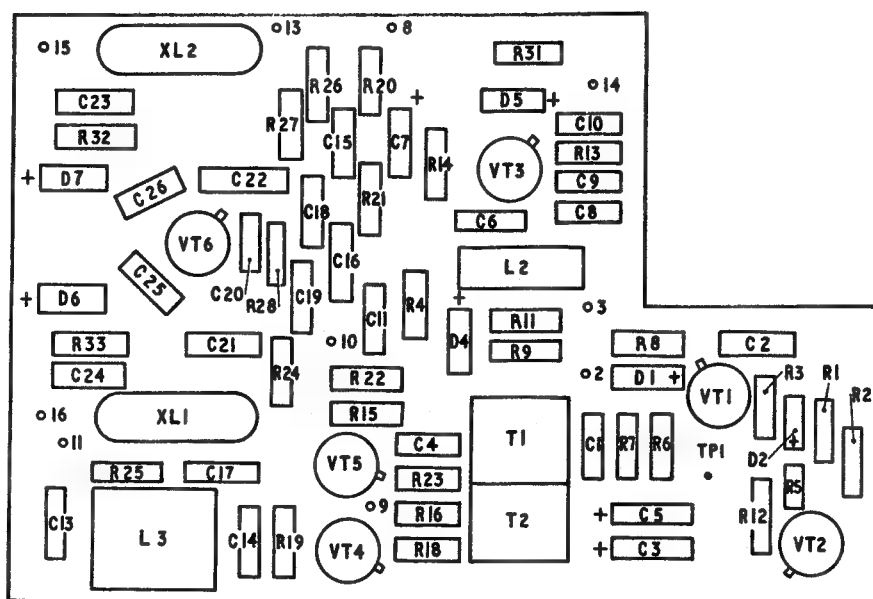 13
8
15
XL2
R31
R26
R20
14
C23
+
D5 +
R27
C15
C7
C10
R32
R14
R13
VT3
+ D7
C22
C9
C26
R21
C18
C8
C6
VT6
C16
L2
C20
R28
C19
C25
R4
+ D6
C11
+
3
R11
D4
R33
C21
10
R8
C2
R9
R24
R3
R1
C24
R22
2
D1 +
VT1
R2
16
XL1
R15
11
C4
T1
C1
R7
R6
TP1
+
D2
VT5
R25
C17
R23
R5
C13
L3
C14
R19
9
R16
T2
+ C5
R12
VT4
R18
+ C3
VT2